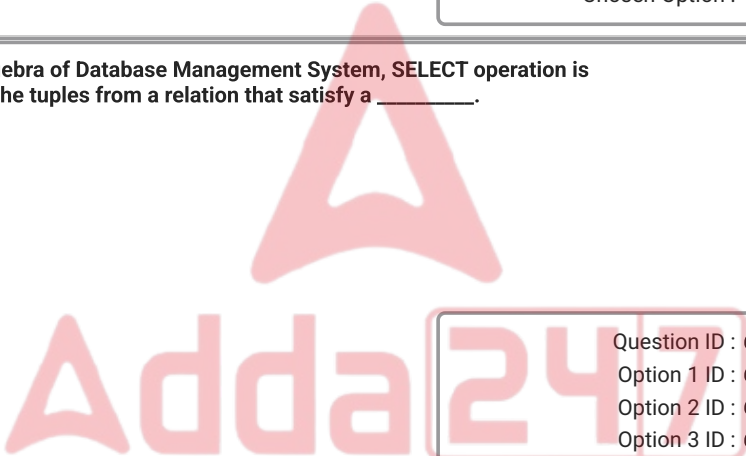 ebra of Database Management System, SELECT operation is
he tuples from a relation that satisfy a __________.
Adda247
Question ID :
Option 1 ID :
Option 2 ID :
Option 3 ID :